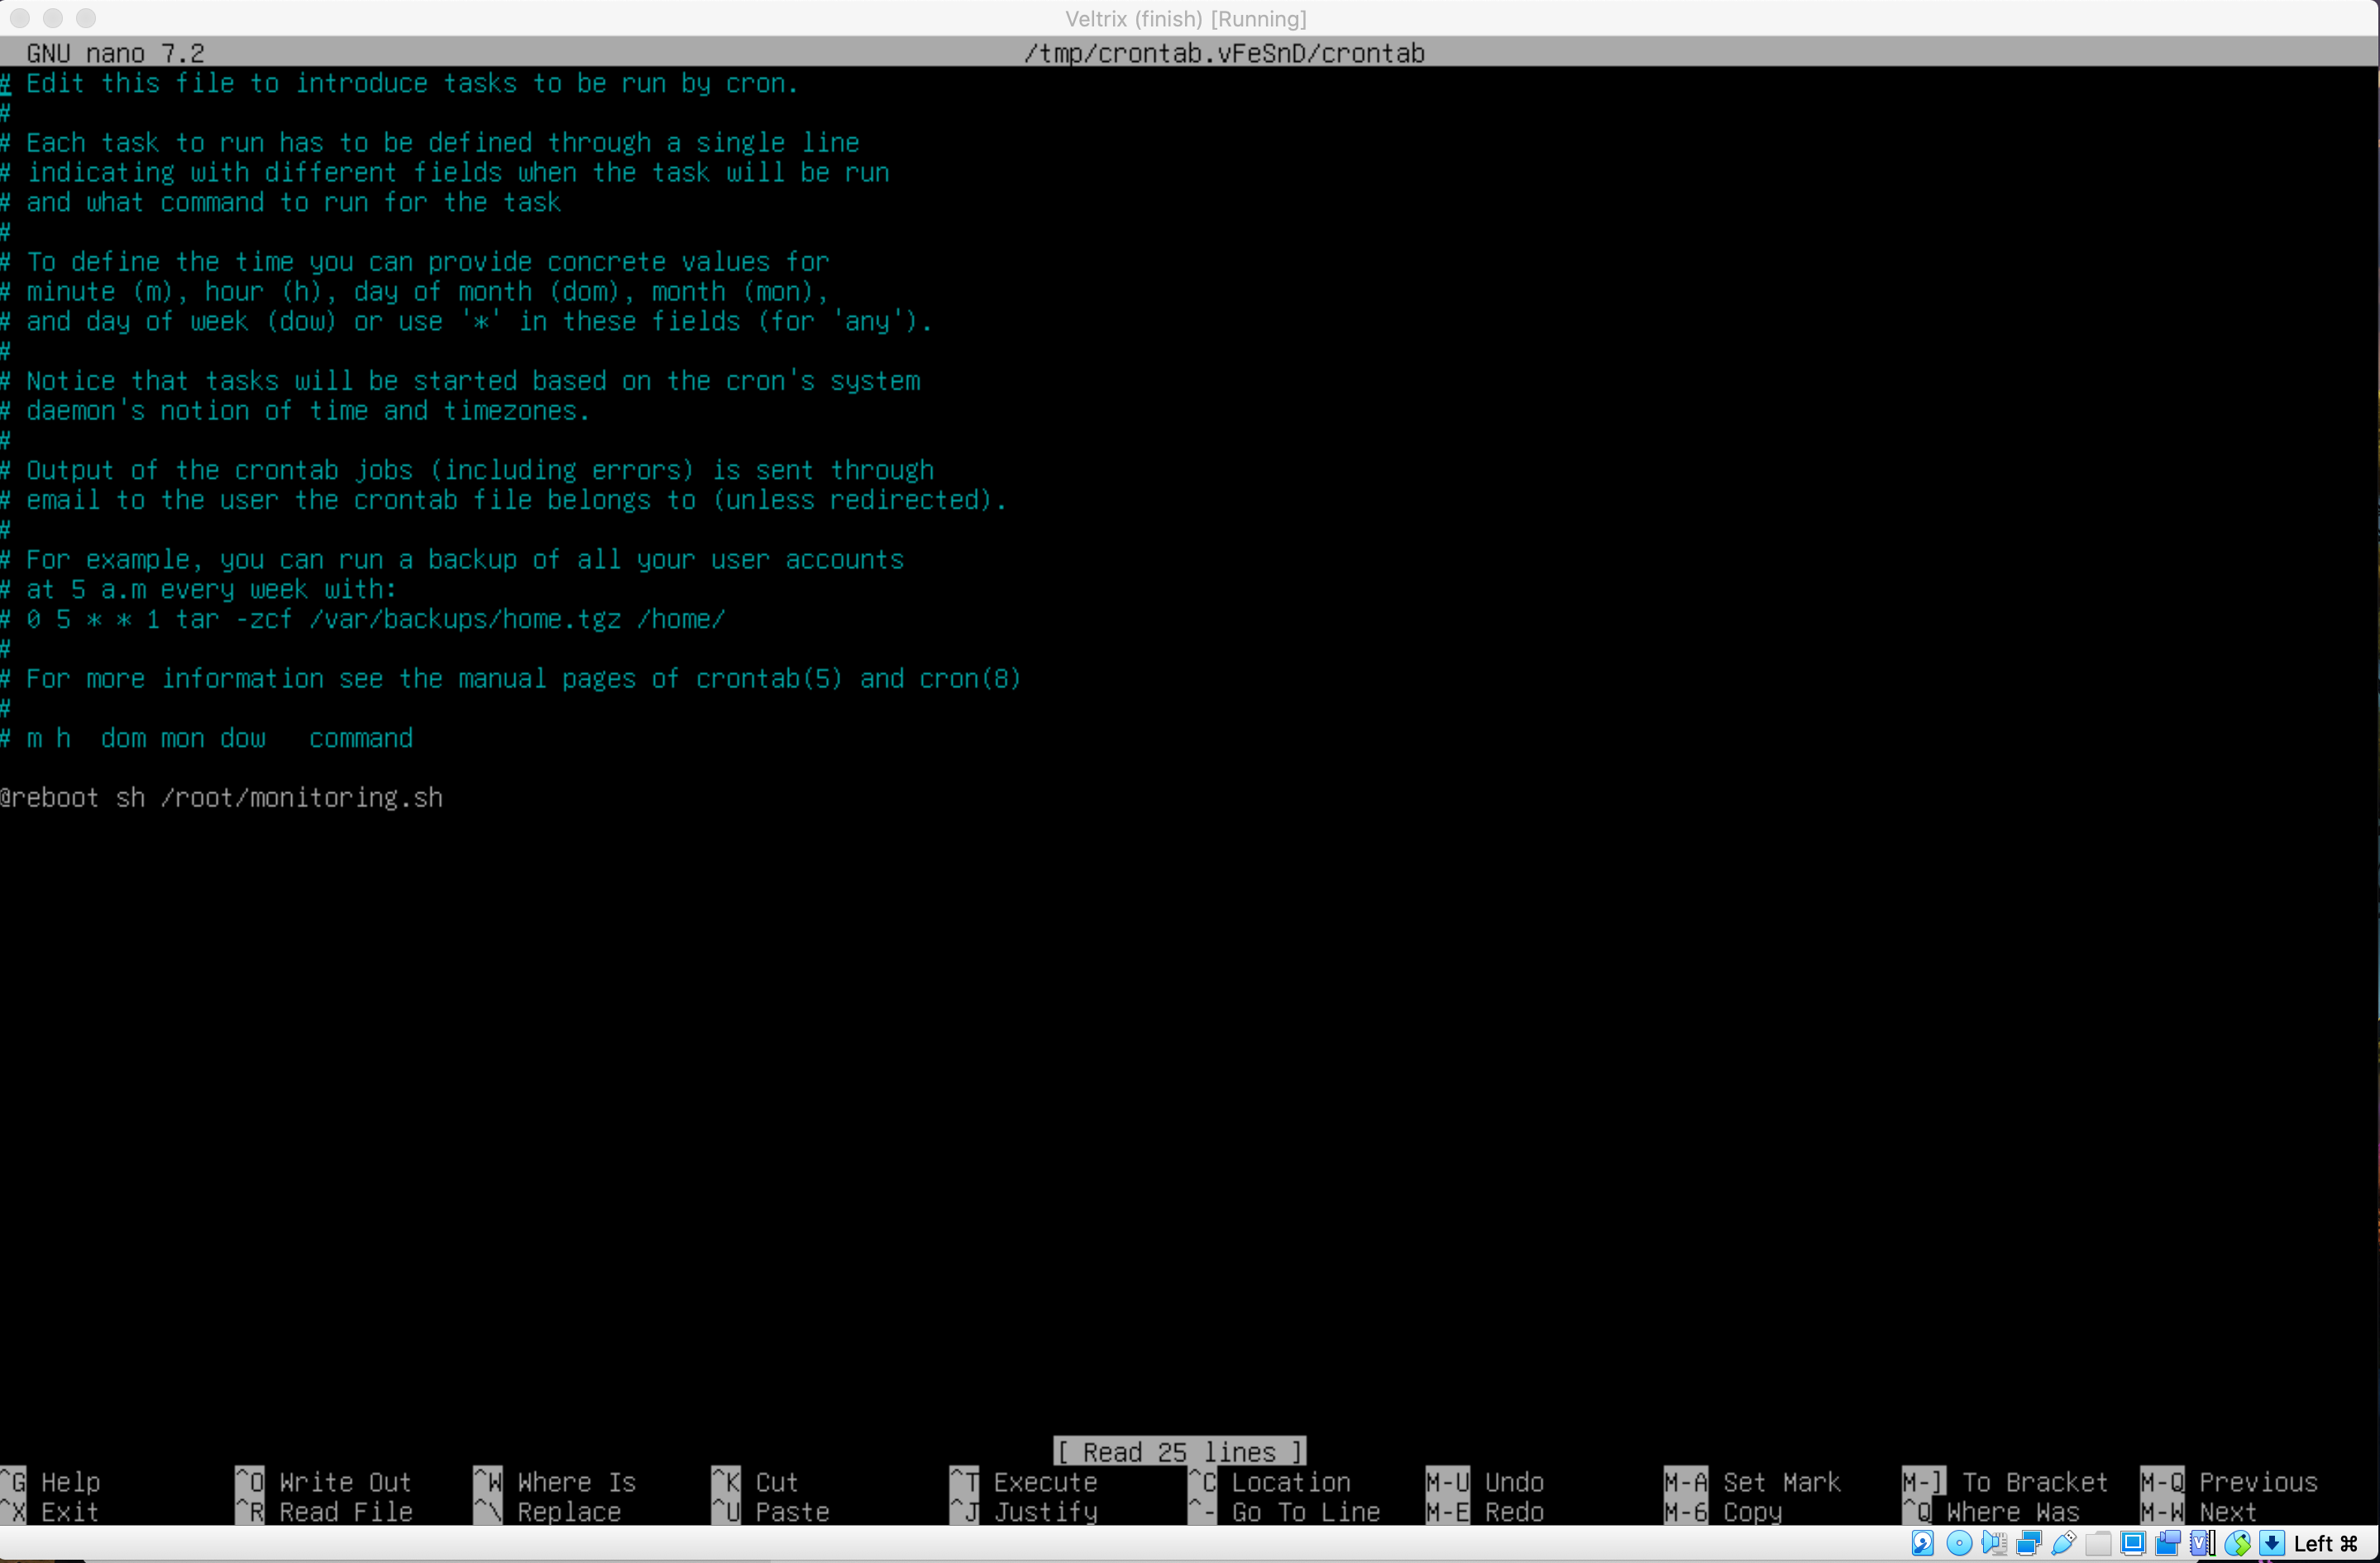 Veltrix (finish) [Running]
GNU nano 7.2 /tmp/crontab.vFeSnD/crontab
# Edit this file to introduce tasks to be run by cron.
#
# Each task to run has to be defined through a single line
# indicating with different fields when the task will be run
# and what command to run for the task
#
# To define the time you can provide concrete values for
# minute (m), hour (h), day of month (dom), month (mon),
# and day of week (dow) or use '*' in these fields (for 'any').
#
# Notice that tasks will be started based on the cron's system
# daemon's notion of time and timezones.
#
# Output of the crontab jobs (including errors) is sent through
# email to the user the crontab file belongs to (unless redirected).
#
# For example, you can run a backup of all your user accounts
# at 5 a.m every week with:
# 0 5 * * 1 tar -zcf /var/backups/home.tgz /home/
#
# For more information see the manual pages of crontab(5) and cron(8)
#
# m h  dom mon dow   command
@reboot sh /root/monitoring.sh
[ Read 25 lines ]
^G Help ^O Write Out ^W Where Is ^K Cut ^T Execute ^C Location M-U Undo M-A Set Mark M-] To Bracket M-Q Previous
^X Exit ^R Read File ^\ Replace ^U Paste ^J Justify ^- Go To Line M-E Redo M-6 Copy ^Q Where Was M-W Next
Left ⌘